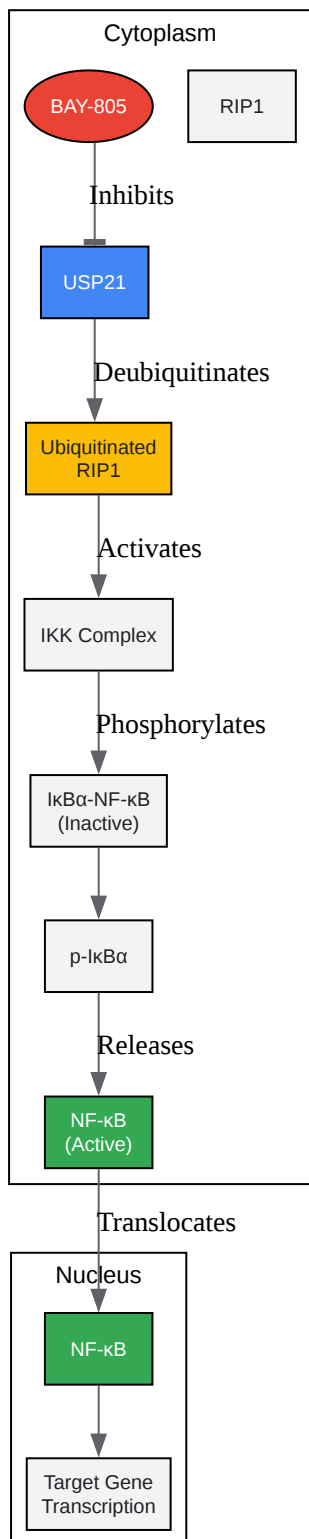 Cytoplasm
BAY-805
RIP1
Inhibits
USP21
Deubiquitinates
Ubiquitinated
RIP1
Activates
IKK Complex
Phosphorylates
IκBα-NF-κB
(Inactive)
p-IκBα
Releases
NF-κB
(Active)
Translocates
Nucleus
NF-κB
Target Gene
Transcription